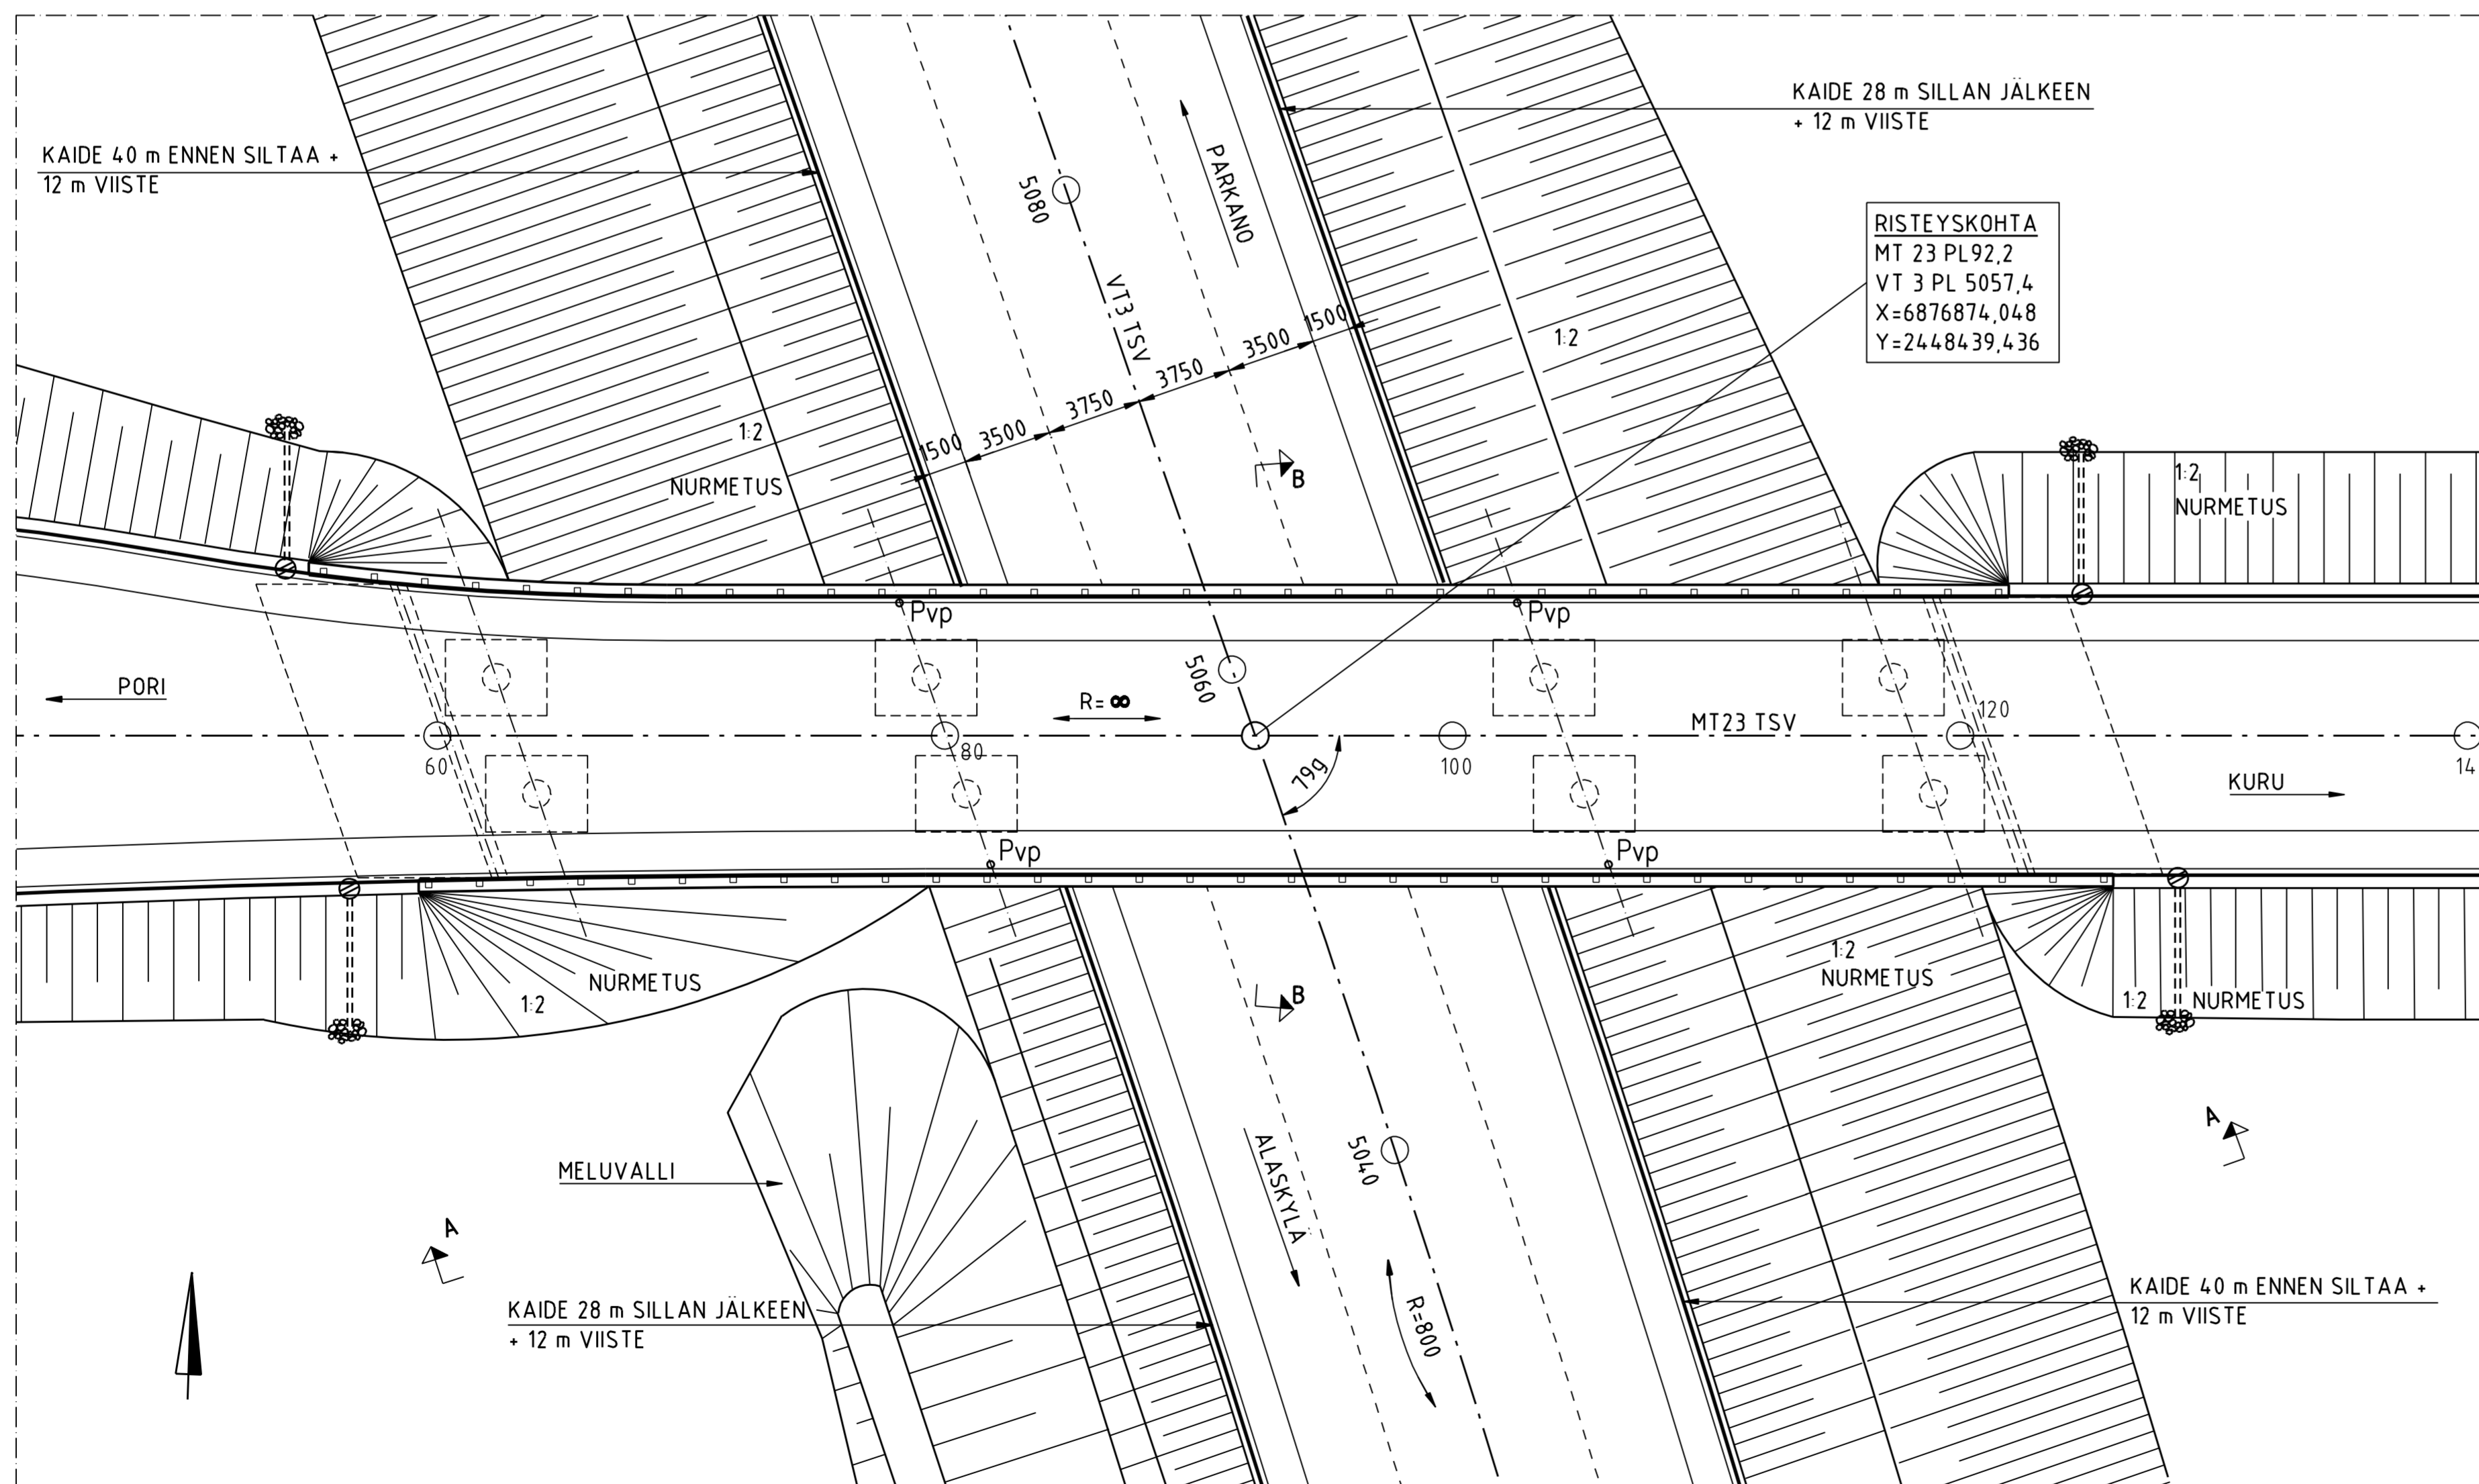 KAIDE 28 m SILLAN JÄLKEEN
+ 12 m VIISTE
KAIDE 40 m ENNEN SILTAA +
12 m VIISTE
PARKANO
5080
RISTEYSKOHTA
MT 23 PL92,2
VT 3 PL 5057,4
X=6876874,048
Y=2448439,436
VT3 TSV
1500
3500
3750
3750
3500
1500
1:2
1:2
NURMETUS
B
1:2
NURMETUS
Pvp
Pvp
PORI
5060
R=∞
MT23 TSV
120
60
80
100
14
79g
KURU
Pvp
Pvp
NURMETUS
1:2
B
1:2
NURMETUS
1:2
NURMETUS
MELUVALLI
ALASKYLÄ
5040
A
A
KAIDE 28 m SILLAN JÄLKEEN
+ 12 m VIISTE
R=800
KAIDE 40 m ENNEN SILTAA +
12 m VIISTE